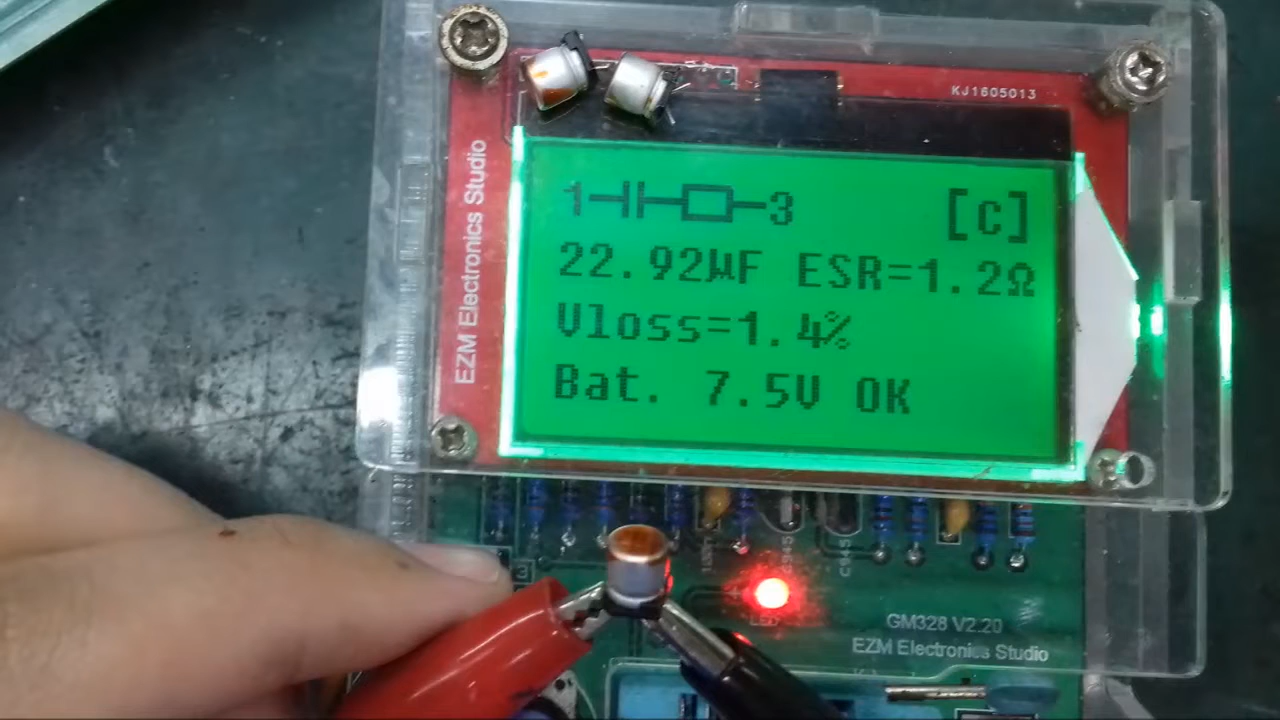 KJ1605013
EZM Electronics Studio
1 3 [C]
22.92µF ESR=1.2Ω
Vloss=1.4%
Bat. 7.5V OK
3
LED
GM328 V2.20
EZM Electronics Studio